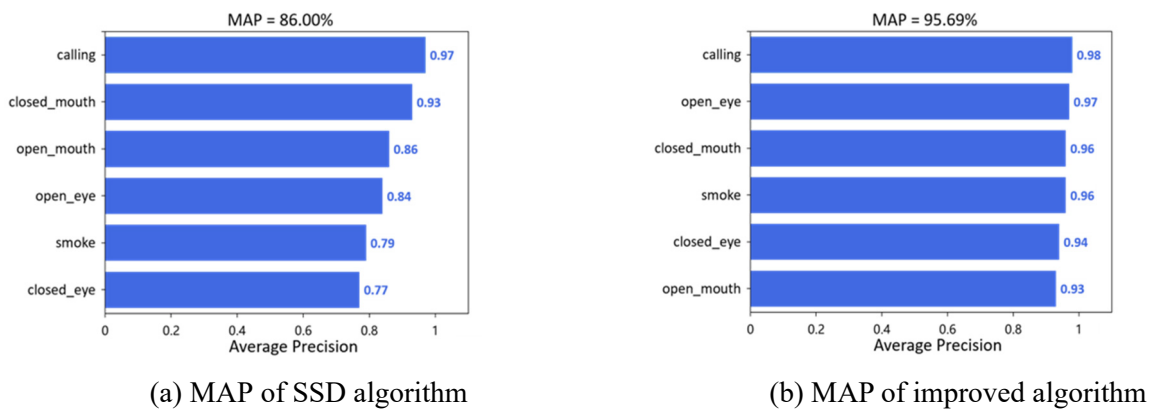 MAP = 86.00%
calling 0.97
closed_mouth 0.93
open_mouth 0.86
open_eye 0.84
smoke 0.79
closed_eye 0.77
0 0.2 0.4 0.6 0.8 1
Average Precision
(a) MAP of SSD algorithm
MAP = 95.69%
calling 0.98
open_eye 0.97
closed_mouth 0.96
smoke 0.96
closed_eye 0.94
open_mouth 0.93
0 0.2 0.4 0.6 0.8 1
Average Precision
(b) MAP of improved algorithm